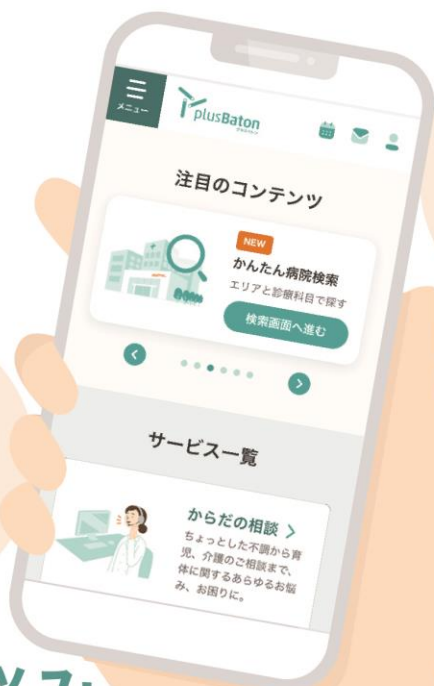 メニュー
plusBaton
注目のコンテンツ
NEW
かんたん病院検索
エリアと診療科目で探す
検索画面へ進む
サービス一覧
からだの相談
ちょっとした不調から育
児、介護のご相談まで、
体に関するあらゆるお悩
み、お困りに。